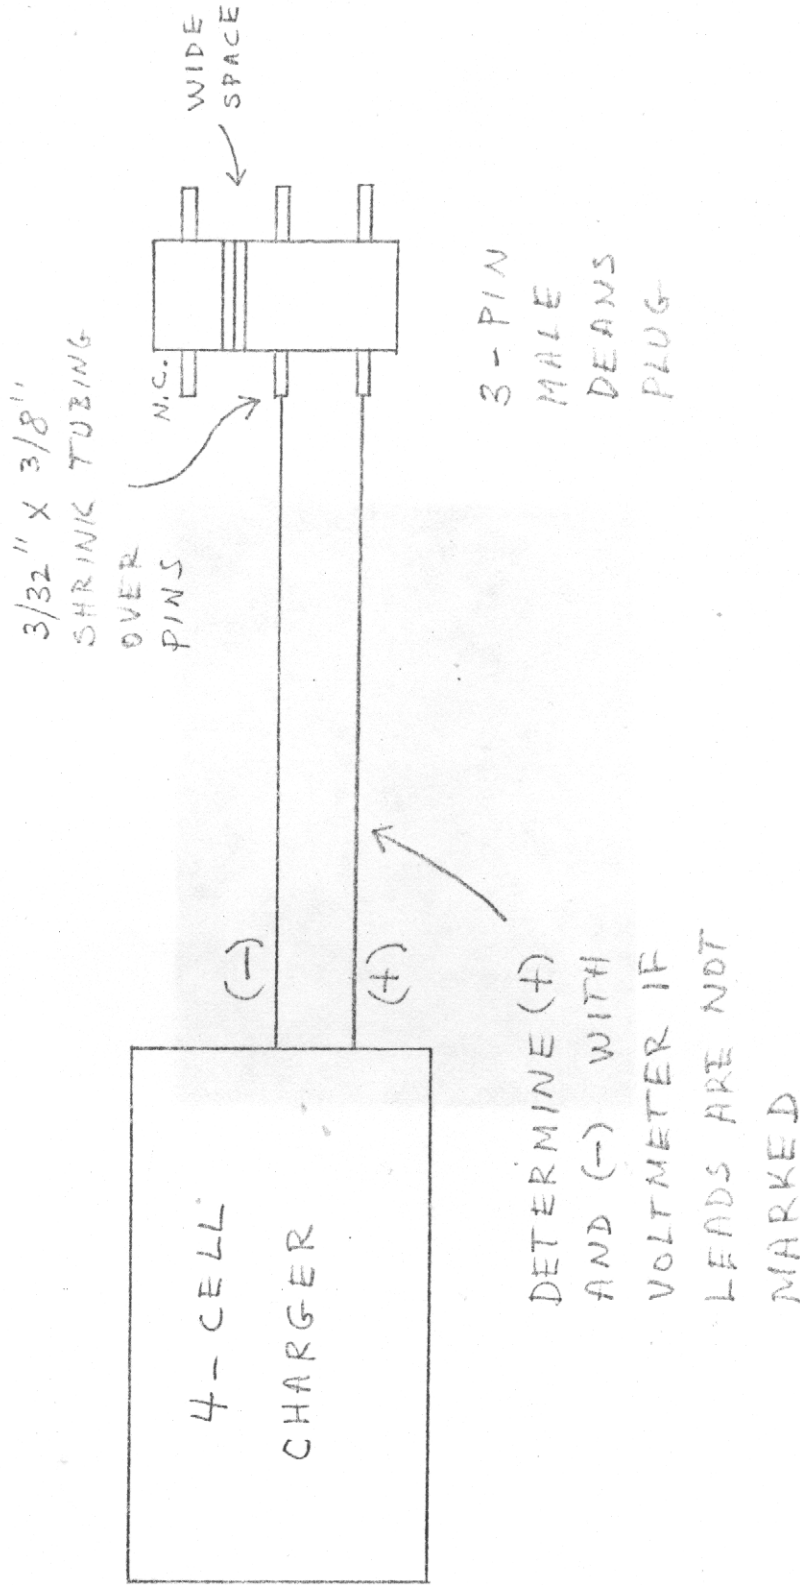 4-CELL
CHARGER
(-)
(+)
DETERMINE (+)
AND (-) WITH
VOLTMETER IF
LEADS ARE NOT
MARKED
3/32" X 3/8"
SHRINK TUBING
OVER
PINS
N.C.
WIDE
SPACE
3-PIN
MALE
DEANS
PLUG